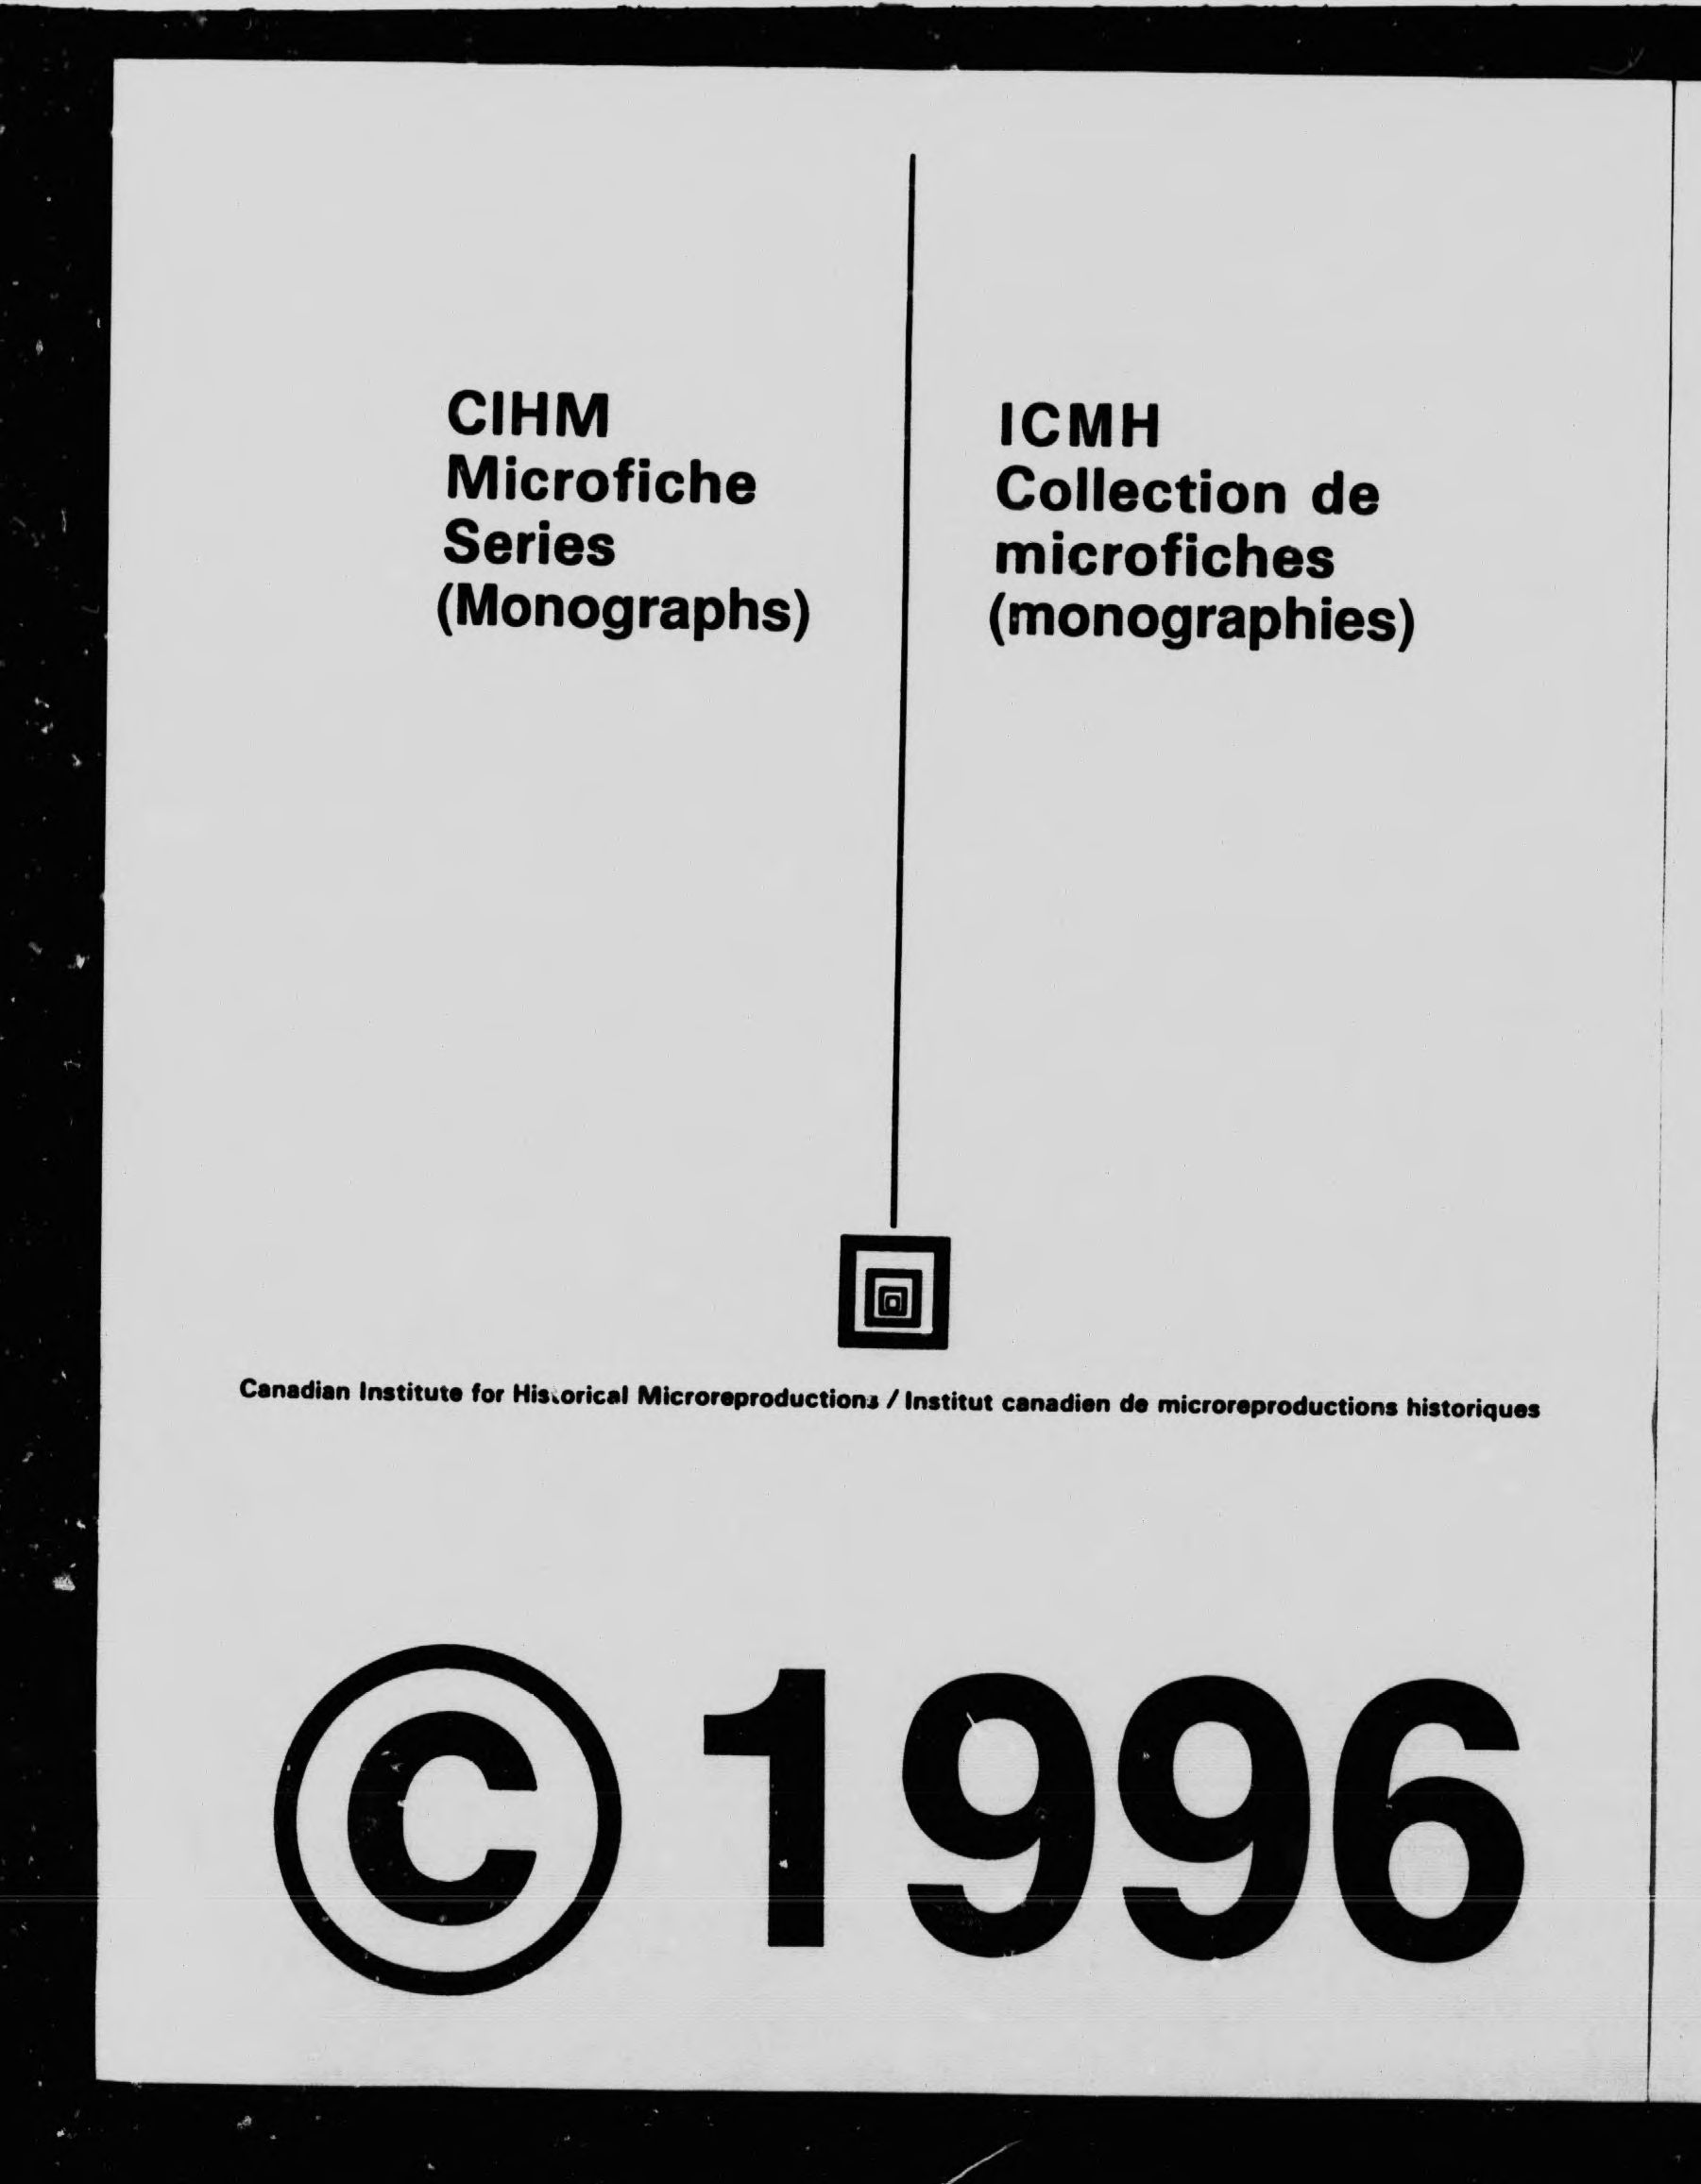 CIHM
Microfiche
Series
(Monographs)
ICMH
Collection de
microfiches
(monographies)
Canadian Institute for Historical Microreproductions / Institut canadien de microreproductions historiques
© 1996